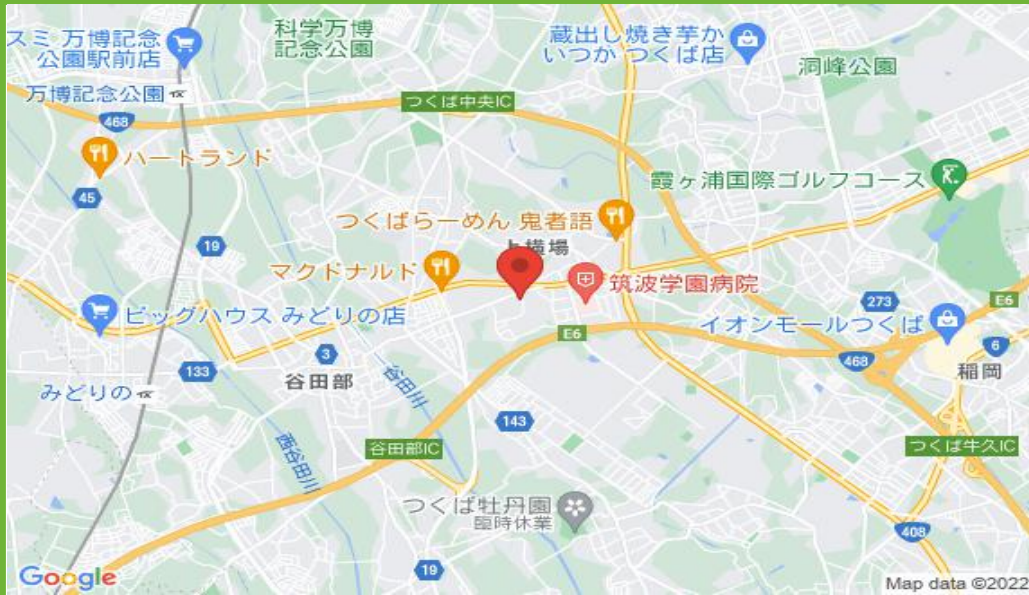 スミ 万博記念
公園駅前店
科学万博
記念公園
蔵出し焼き芋か
いつか つくば店
洞峰公園
万博記念公園
つくば中央IC
468
ハートランド
45
霞ヶ浦国際ゴルフコース
つくばらーめん 鬼者語
19
上横場
マクドナルド
筑波学園病院
273
E6
ビッグハウス みどりの店
イオンモールつくば
E6
6
3
468
133
谷田部
稲岡
みどりの
谷田川
143
谷田部IC
つくば牛久IC
西谷田川
つくば牡丹園
臨時休業
408
19
Google
Map data ©2022